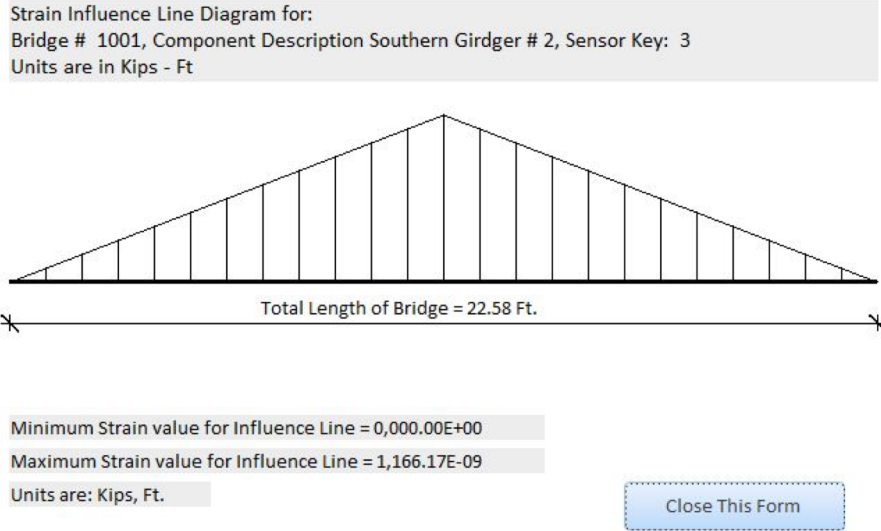 Strain Influence Line Diagram for:
Bridge # 1001, Component Description Southern Girdger # 2, Sensor Key: 3
Units are in Kips - Ft
Total Length of Bridge = 22.58 Ft.
Minimum Strain value for Influence Line = 0,000.00E+00
Maximum Strain value for Influence Line = 1,166.17E-09
Units are: Kips, Ft.
Close This Form